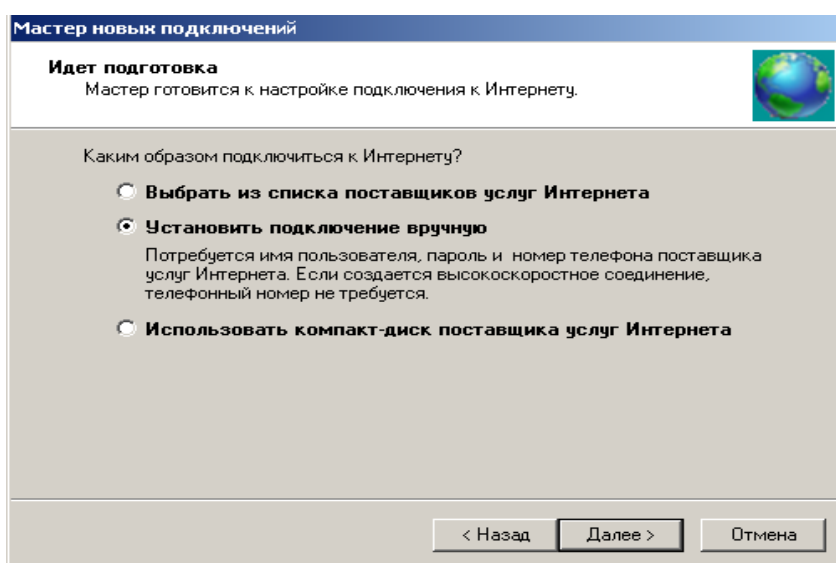 Мастер новых подключений
Идет подготовка
Мастер готовится к настройке подключения к Интернету.
Каким образом подключиться к Интернету?
Выбрать из списка поставщиков услуг Интернета
Установить подключение вручную
Потребуется имя пользователя, пароль и номер телефона поставщика
услуг Интернета. Если создается высокоскоростное соединение,
телефонный номер не требуется.
Использовать компакт-диск поставщика услуг Интернета
< Назад Далее > Отмена